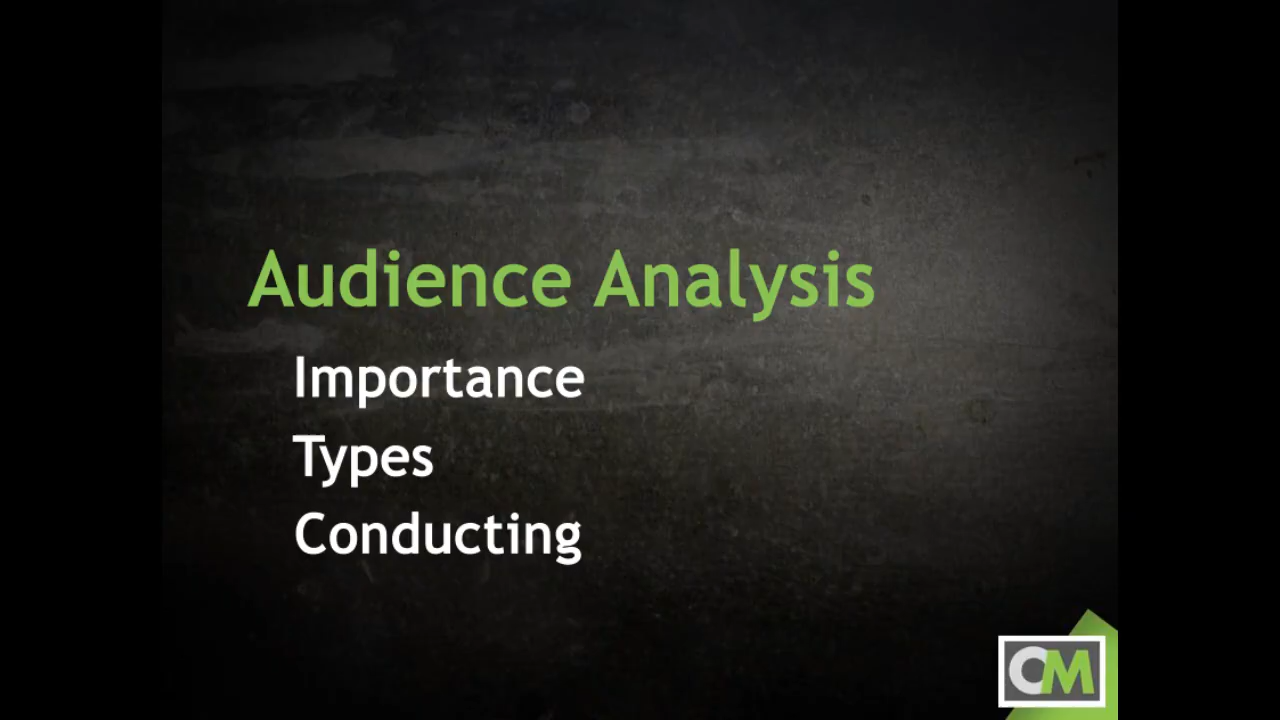 Audience Analysis
Importance
Types
Conducting
CM